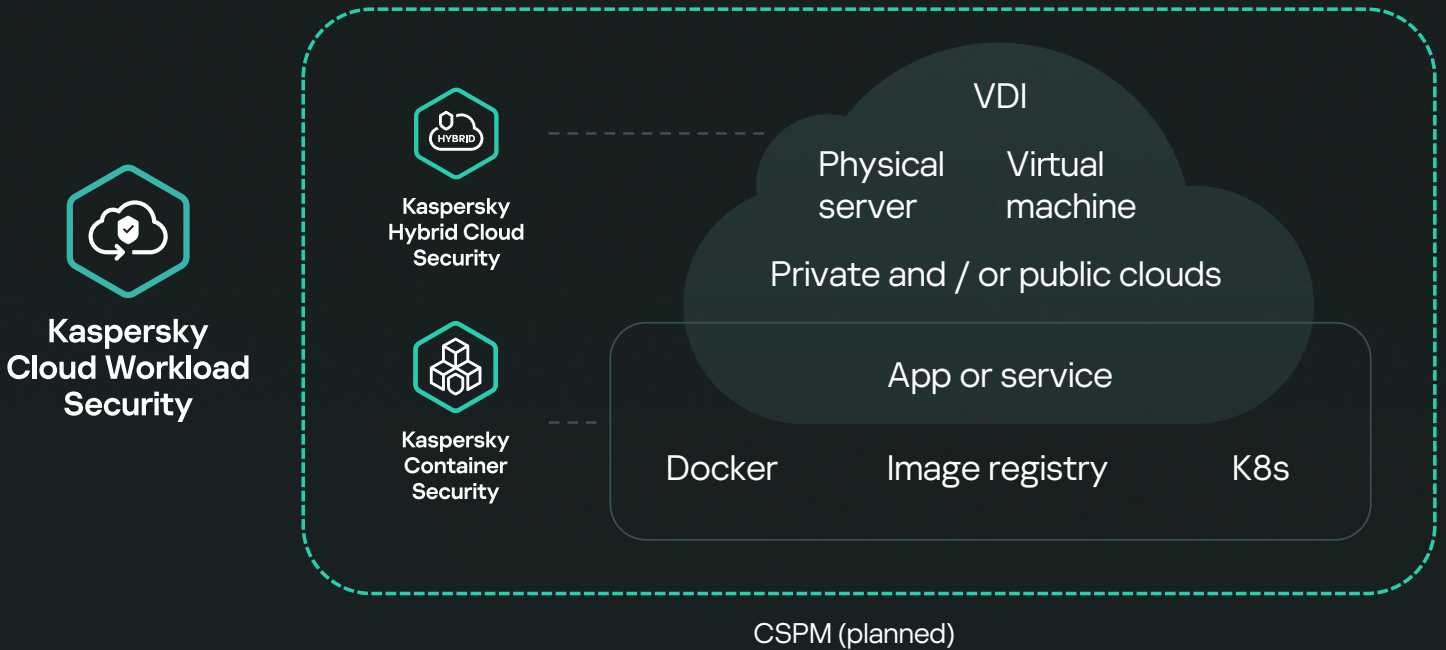 Kaspersky
Cloud Workload
Security
HYBRID
Kaspersky
Hybrid Cloud
Security
Kaspersky
Container
Security
VDI
Physical
server
Virtual
machine
Private and / or public clouds
App or service
Docker
Image registry
K8s
CSPM (planned)